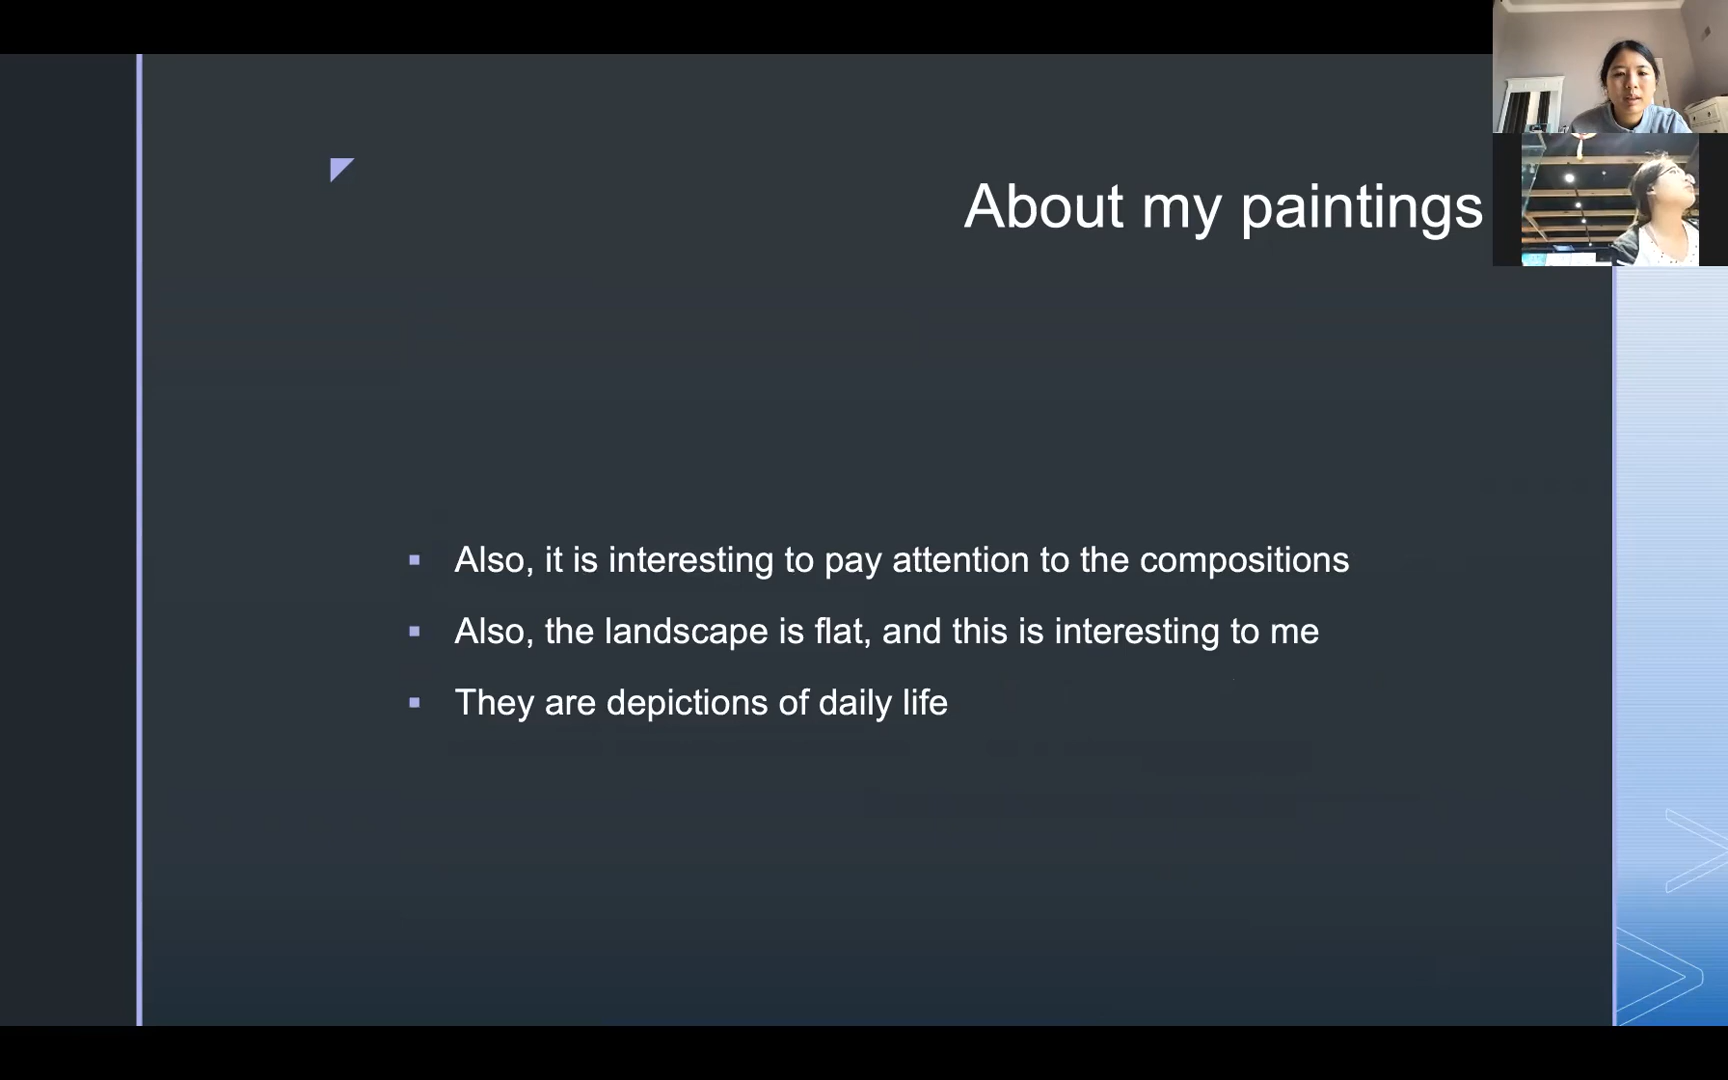 About my paintings
Also, it is interesting to pay attention to the compositions
Also, the landscape is flat, and this is interesting to me
They are depictions of daily life